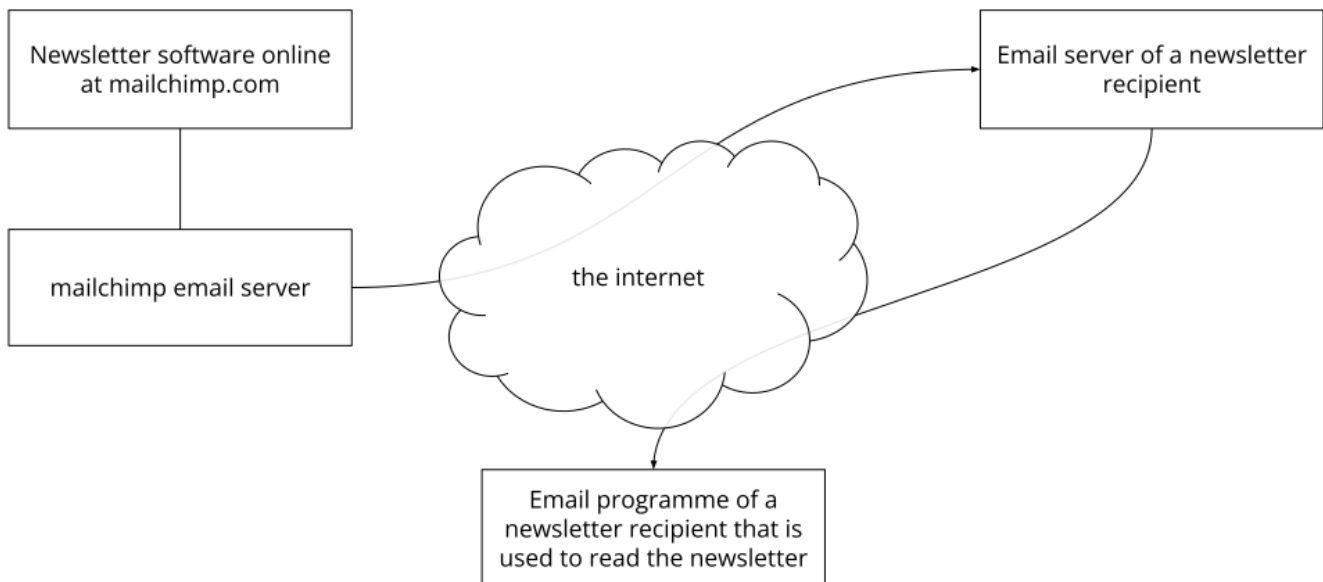 Newsletter software online
at mailchimp.com
Email server of a newsletter
recipient
mailchimp email server
the internet
Email programme of a
newsletter recipient that is
used to read the newsletter